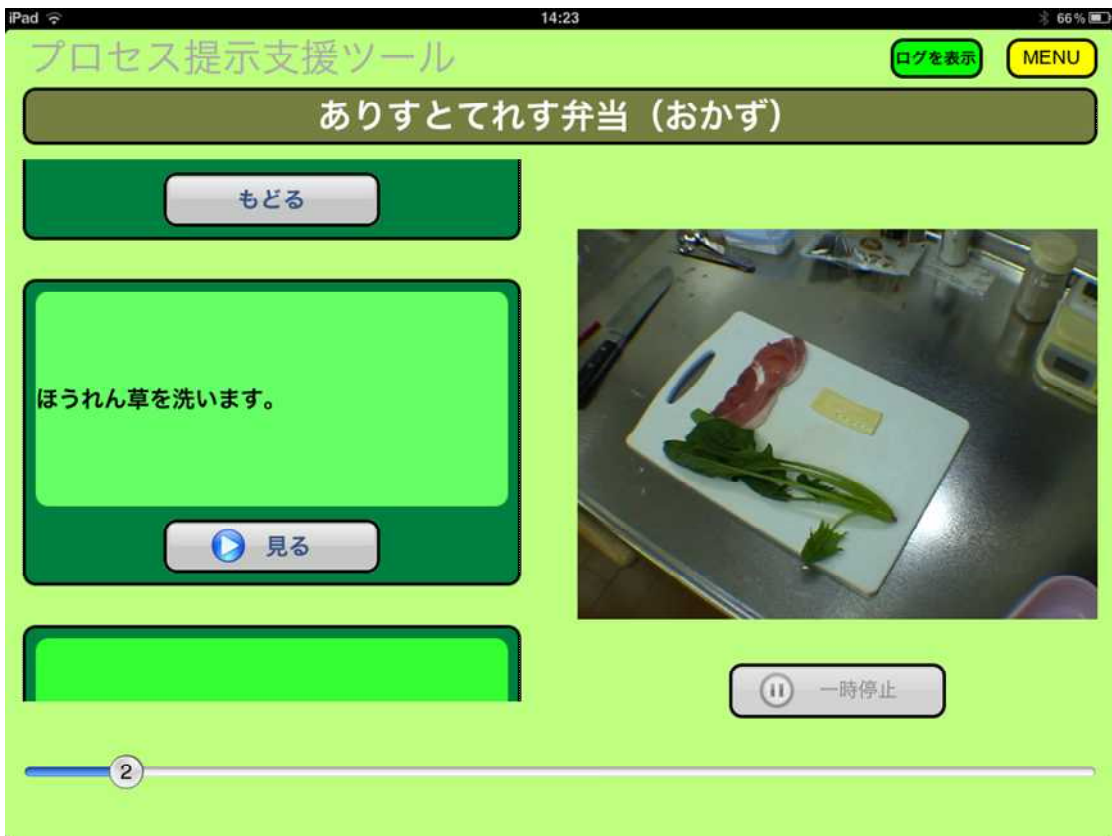 iPad 14:23 66%
プロセス提示支援ツール
ログを表示 MENU
ありすとてれす弁当（おかず）
もどる
ほうれん草を洗います。
見る
一時停止
2